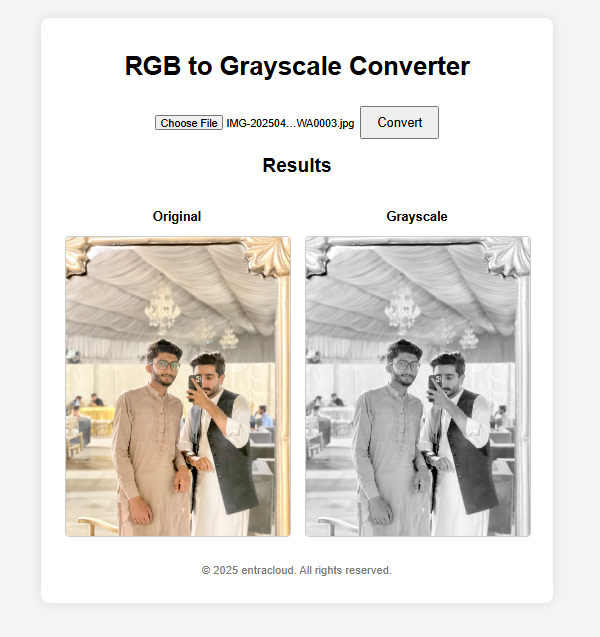 RGB to Grayscale Converter
Choose File IMG-202504...WA0003.jpg Convert
Results
Original Grayscale
© 2025 entracloud. All rights reserved.